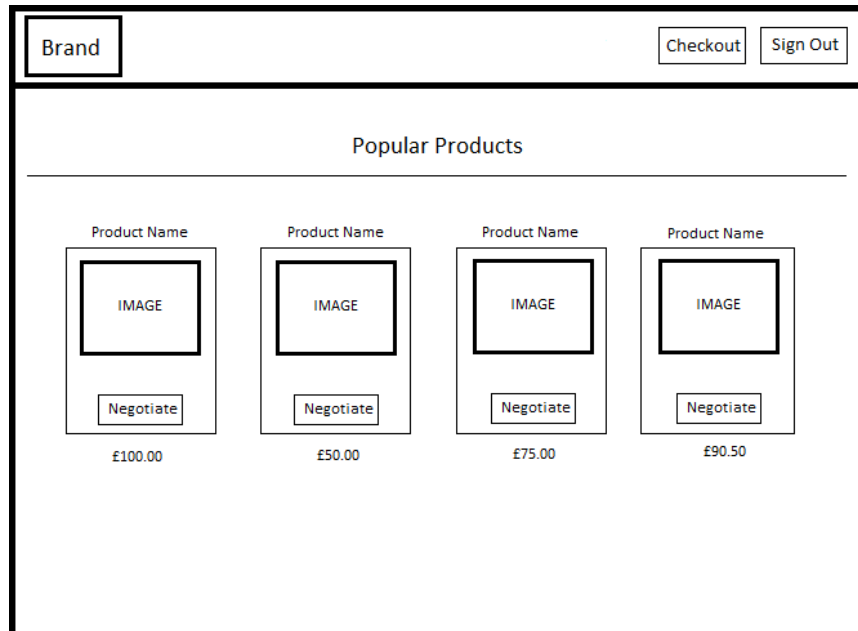 Brand
Checkout
Sign Out
Popular Products
Product Name
Product Name
Product Name
Product Name
IMAGE
IMAGE
IMAGE
IMAGE
Negotiate
Negotiate
Negotiate
Negotiate
£100.00
£50.00
£75.00
£90.50